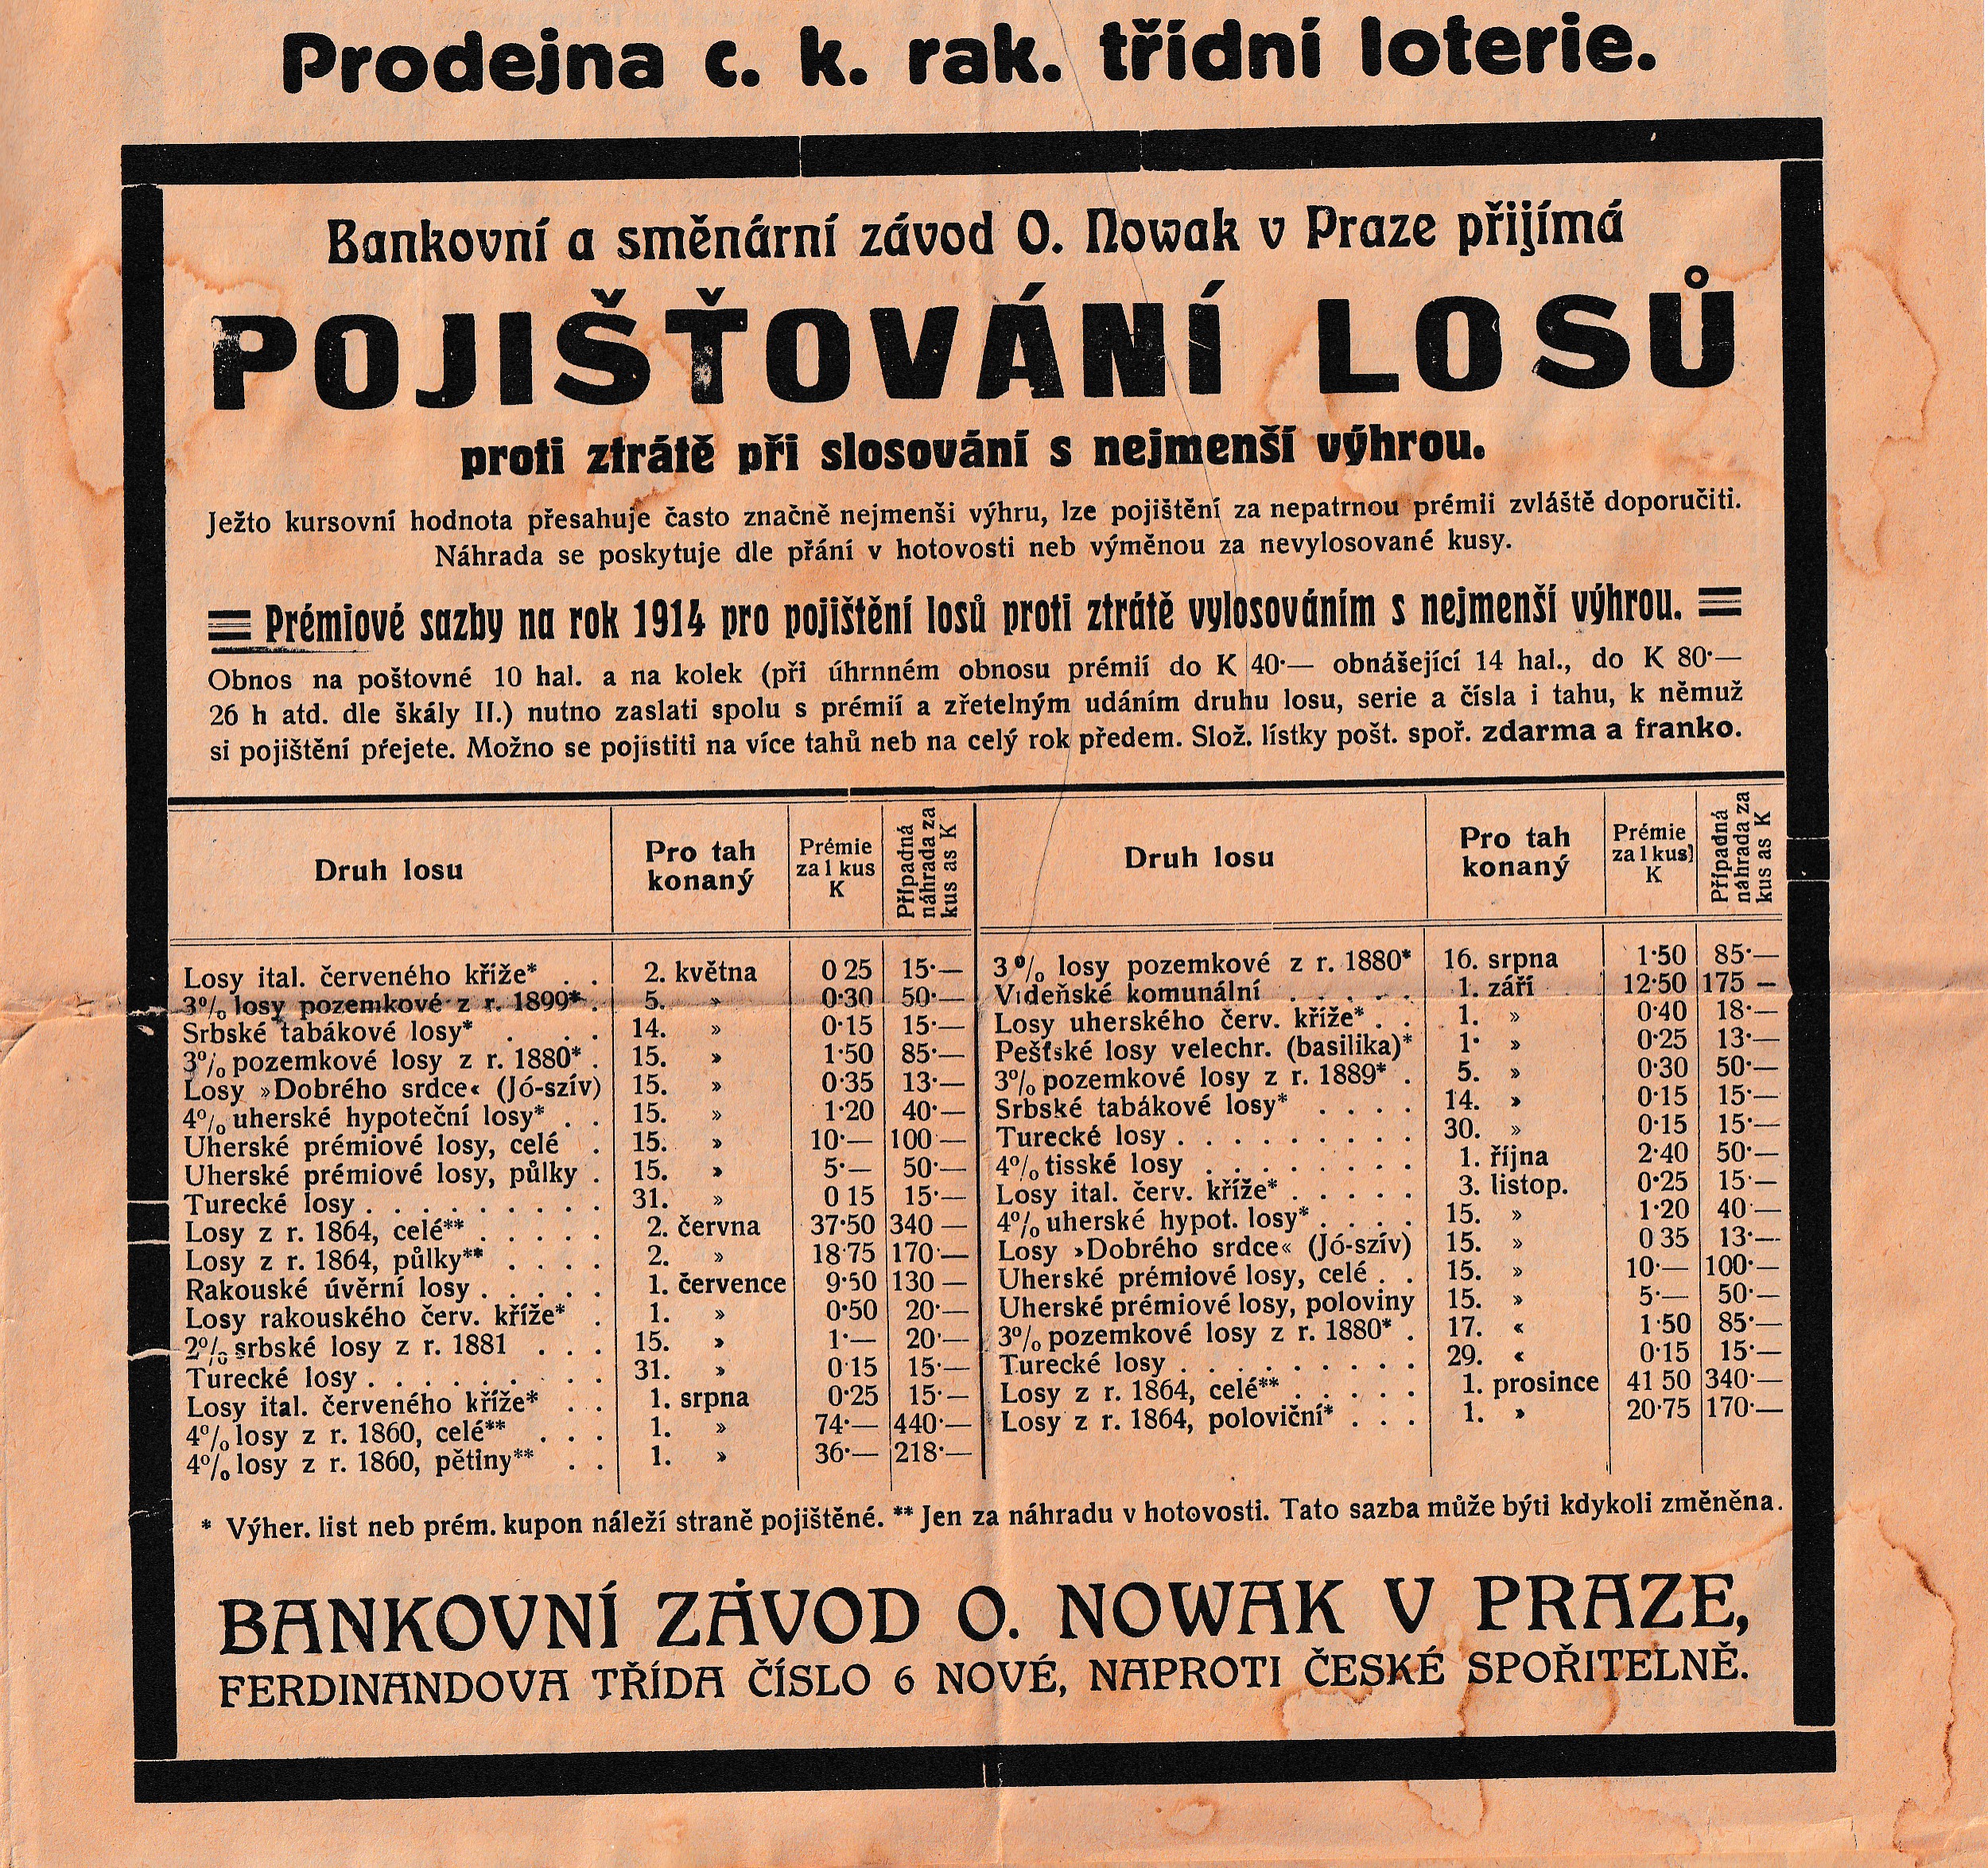 Prodejna c. k. rak. třídní loterie.
Bankovní a směnární závod O. Nowak v Praze přijímá
POJIŠŤOVÁNÍ LOSŮ
proti ztrátě při slosování s nejmenší výhrou.
Ježto kursovní hodnota přesahuje často značně nejmenši výhru, lze pojištění za nepatrnou prémii zvláště doporučiti.
Náhrada se poskytuje dle přání v hotovosti neb výměnou za nevylosované kusy.
Prémiové sazby na rok 1914 pro pojištění losů proti ztrátě vylosováním s nejmenší výhrou.
Obnos na poštovné 10 hal. a na kolek (při úhrnném obnosu prémií do K 40·— obnášející 14 hal., do K 80·—
26 h atd. dle škály II.) nutno zaslati spolu s prémií a zřetelným udáním druhu losu, serie a čísla i tahu, k němuž
si pojištění přejete. Možno se pojistiti na více tahů neb na celý rok předem. Slož. lístky pošt. spoř. zdarma a franko.
Druh losu | Pro tah konaný | Prémie za 1 kus K | Případná náhrada za kus as K
Losy ital. červeného kříže* . . 2. května 0 25 15·—
3% losy pozemkové z r. 1899* . 5. » 0·30 50·—
Srbské tabákové losy* . . . 14. » 0·15 15·—
3% pozemkové losy z r. 1880* . 15. » 1·50 85·—
Losy »Dobrého srdce« (Jó-szív) 15. » 0·35 13·—
4% uherské hypoteční losy* . . 15. » 1·20 40·—
Uherské prémiové losy, celé . 15. » 10·— 100·—
Uherské prémiové losy, půlky . 15. » 5·— 50·—
Turecké losy . . . . . . . . . 31. » 0 15 15·—
Losy z r. 1864, celé** . . . . . 2. června 37·50 340 —
Losy z r. 1864, půlky** . . . . 2. » 18·75 170·—
Rakouské úvěrní losy . . . . . 1. července 9·50 130 —
Losy rakouského červ. kříže* . 1. » 0·50 20·—
2% srbské losy z r. 1881 . . . 15. » 1·— 20·—
Turecké losy . . . . . . . . . 31. » 0·15 15·—
Losy ital. červeného kříže* . . 1. srpna 0·25 15·—
4% losy z r. 1860, celé** . . . 1. » 74·— 440·—
4% losy z r. 1860, pětiny** . . 1. » 36·— 218·—
Druh losu | Pro tah konaný | Prémie za 1 kus] K | Případná náhrada za kus as K
3% losy pozemkové z r. 1880* 16. srpna 1·50 85·—
Vídeňské komunální . . . . . 1. září 12·50 175 —
Losy uherského červ. kříže* . . 1. » 0·40 18·—
Pešťské losy velechr. (basilika)* 1· » 0·25 13·—
3% pozemkové losy z r. 1889* . 5. » 0·30 50·—
Srbské tabákové losy* . . . . 14. » 0·15 15·—
Turecké losy . . . . . . . . . 30. » 0·15 15·—
4% tisské losy . . . . . . . . 1. října 2·40 50·—
Losy ital. červ. kříže* . . . . . 3. listop. 0·25 15·—
4% uherské hypot. losy* . . . . 15. » 1·20 40·—
Losy »Dobrého srdce« (Jó-szív) 15. » 0 35 13·—
Uherské prémiové losy, celé . . 15. » 10·— 100·—
Uherské prémiové losy, poloviny 15. » 5·— 50·—
3% pozemkové losy z r. 1880* . 17. « 1·50 85·—
Turecké losy . . . . . . . . . 29. « 0·15 15·—
Losy z r. 1864, celé** . . . . . 1. prosince 41 50 340·—
Losy z r. 1864, poloviční* . . . 1. » 20·75 170·—
* Výher. list neb prém. kupon náleží straně pojištěné. ** Jen za náhradu v hotovosti. Tato sazba může býti kdykoli změněna.
BANKOVNÍ ZÁVOD O. NOWAK V PRAZE,
FERDINANDOVA TŘÍDA ČÍSLO 6 NOVÉ, NAPROTI ČESKÉ SPOŘITELNĚ.